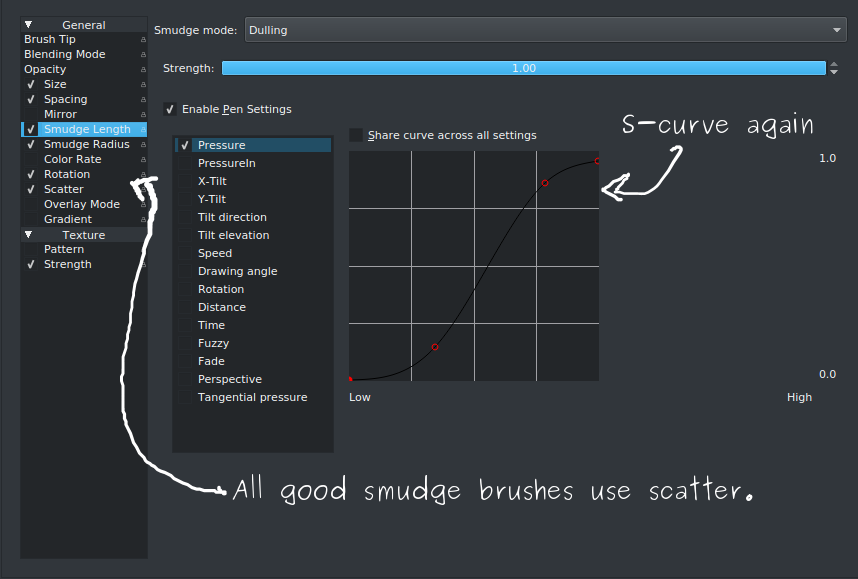 General
Brush Tip
Blending Mode
Opacity
Size
Spacing
Mirror
Smudge Length
Smudge Radius
Color Rate
Rotation
Scatter
Overlay Mode
Gradient
Texture
Pattern
Strength
Smudge mode: Dulling
Strength: 1.00
Enable Pen Settings
Pressure
PressureIn
X-Tilt
Y-Tilt
Tilt direction
Tilt elevation
Speed
Drawing angle
Rotation
Distance
Time
Fuzzy
Fade
Perspective
Tangential pressure
Share curve across all settings
S-curve again
1.0
0.0
Low High
All good smudge brushes use scatter.